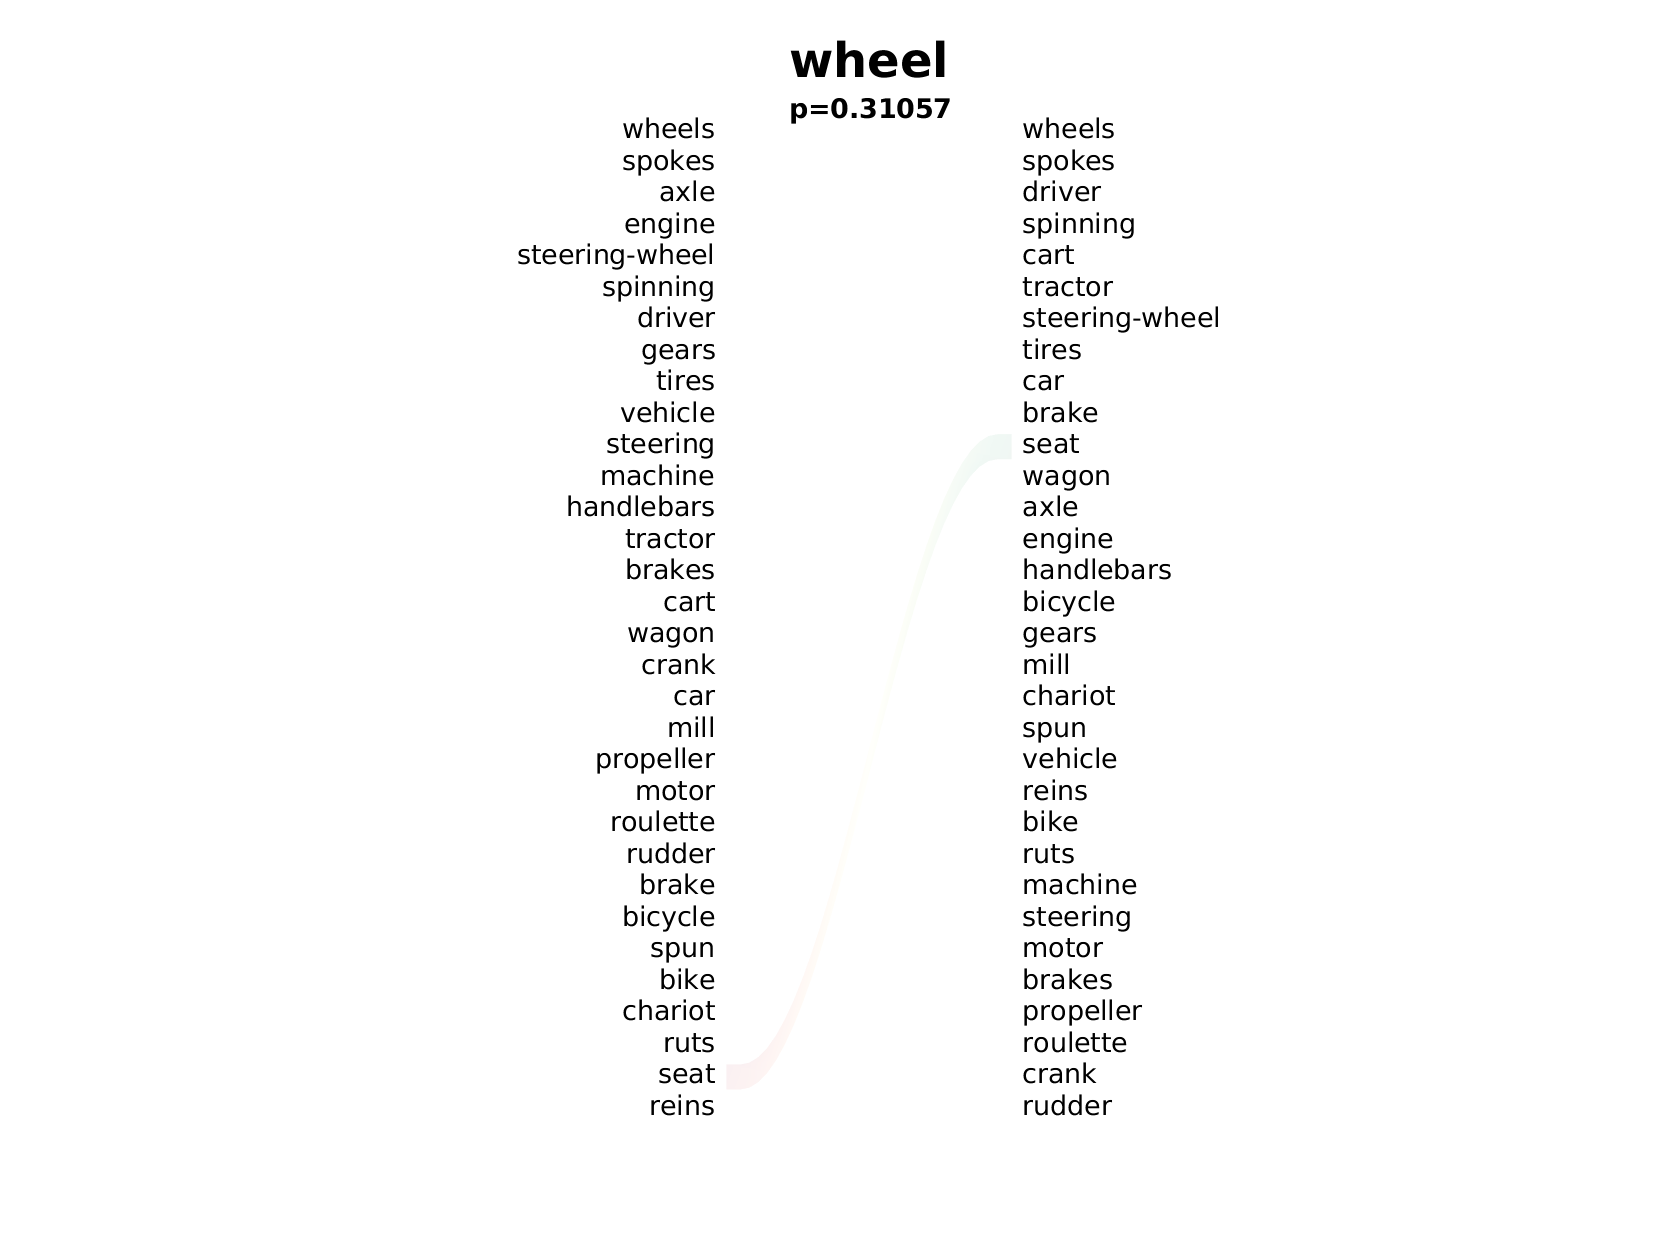 wheel
p=0.31057
wheels
spokes
axle
engine
steering-wheel
spinning
driver
gears
tires
vehicle
steering
machine
handlebars
tractor
brakes
cart
wagon
crank
car
mill
propeller
motor
roulette
rudder
brake
bicycle
spun
bike
chariot
ruts
seat
reins
wheels
spokes
driver
spinning
cart
tractor
steering-wheel
tires
car
brake
seat
wagon
axle
engine
handlebars
bicycle
gears
mill
chariot
spun
vehicle
reins
bike
ruts
machine
steering
motor
brakes
propeller
roulette
crank
rudder